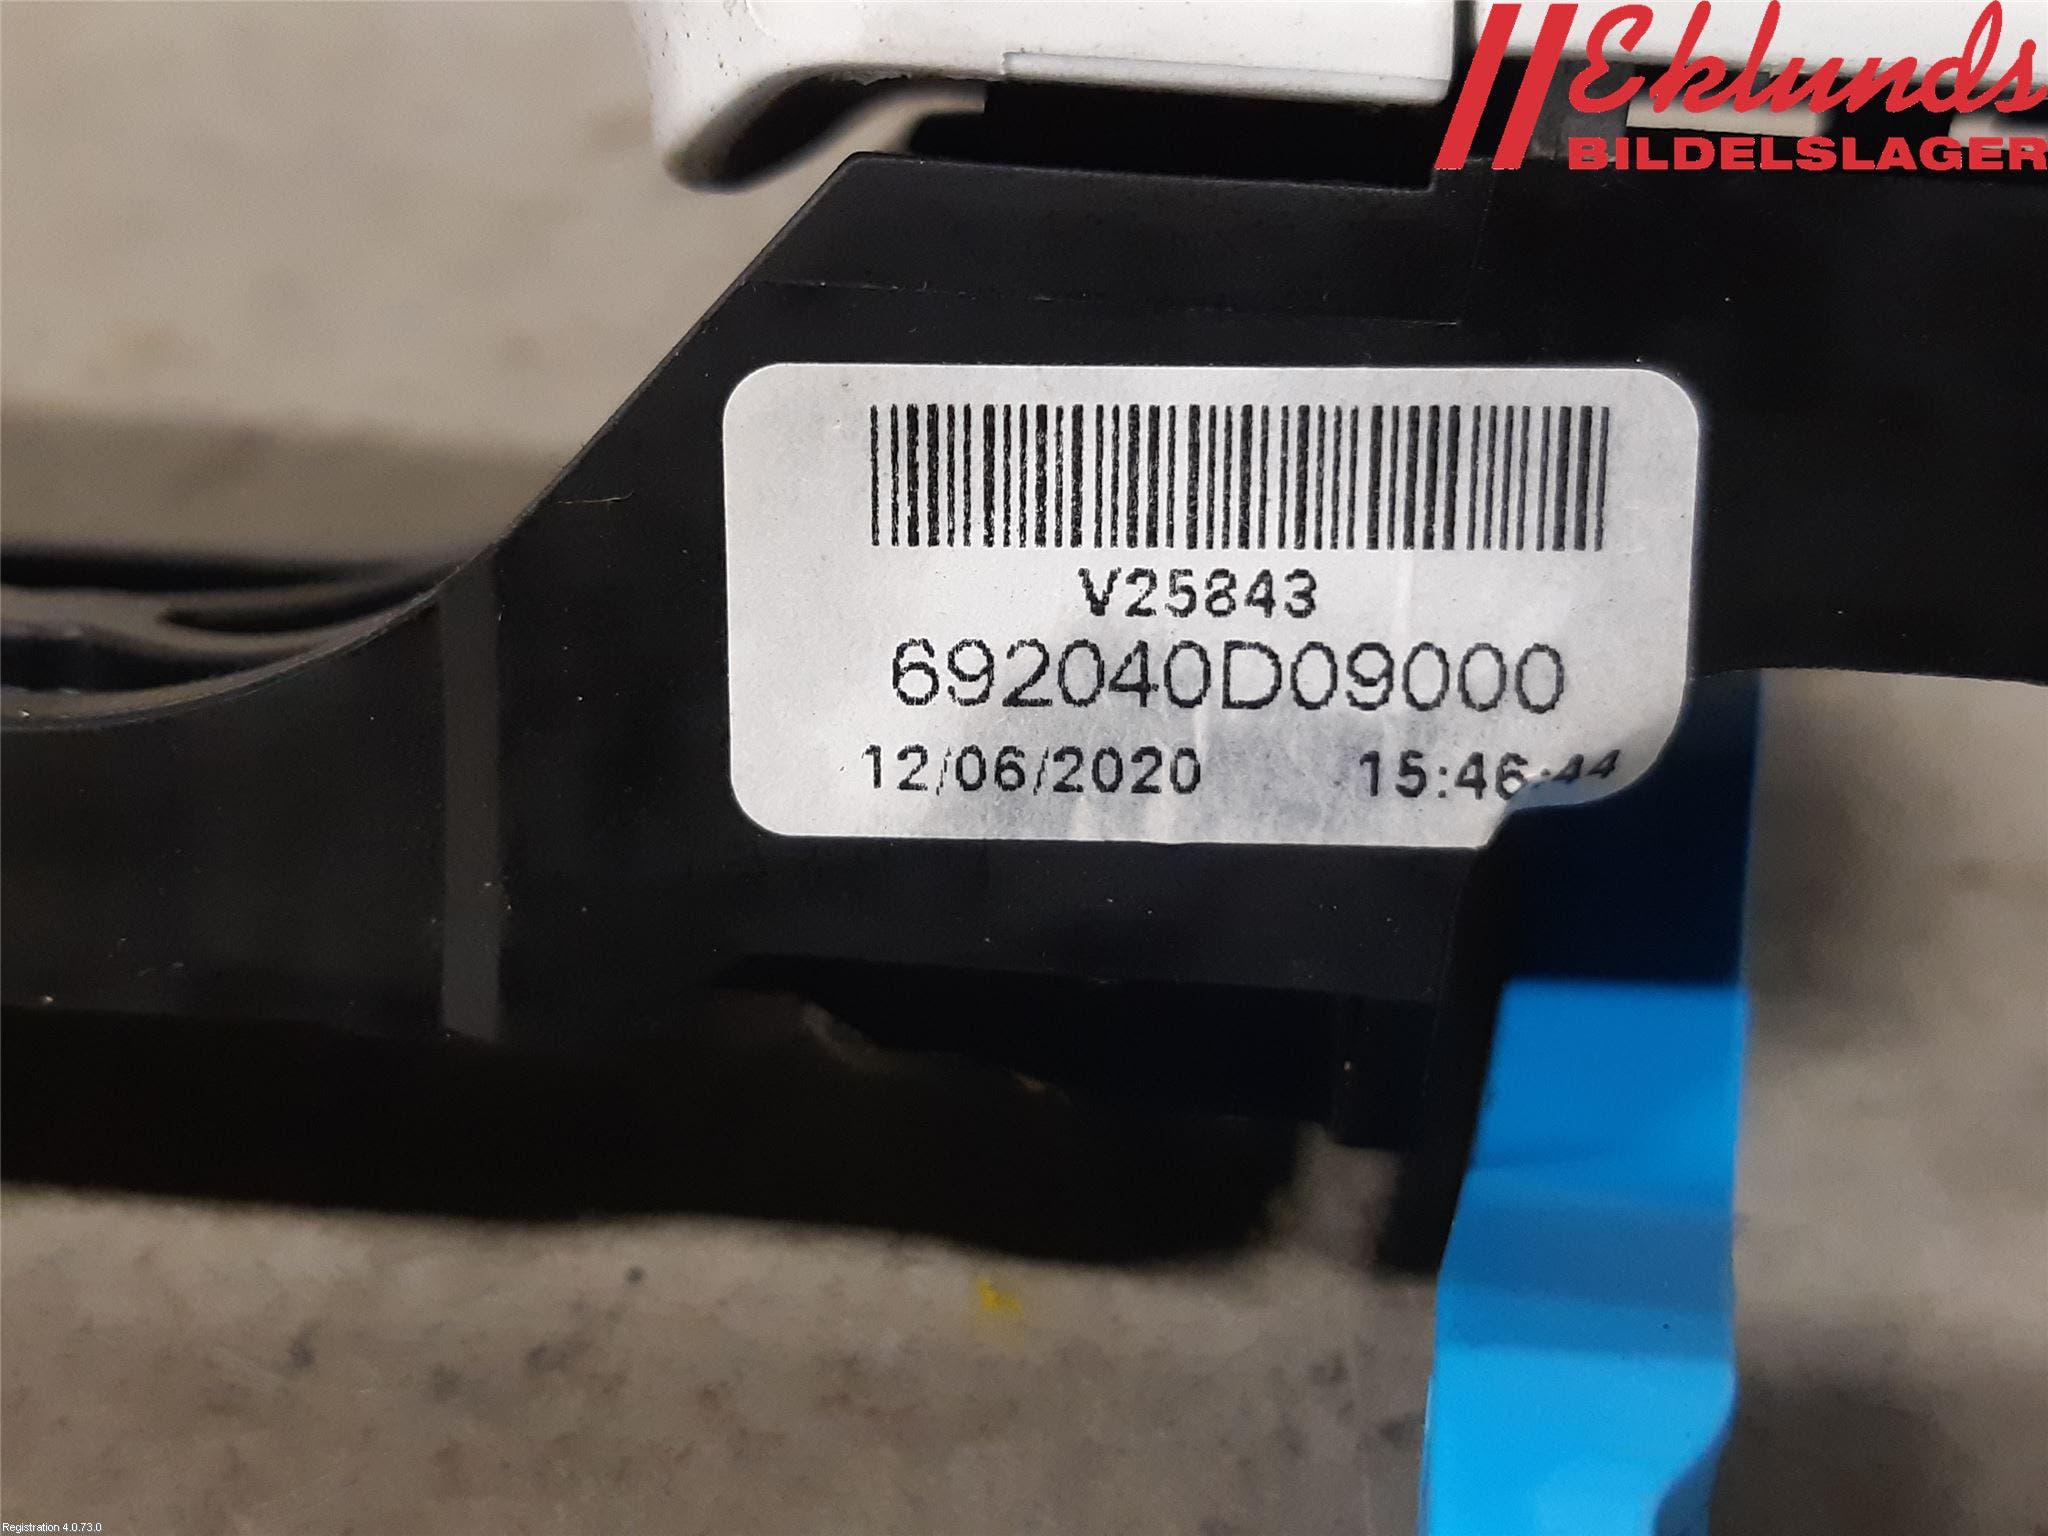 Eklunds
BILDELSLAGER
V25843
692040D09000
12/06/2020 15:46:44
Registration 4.0.73.0